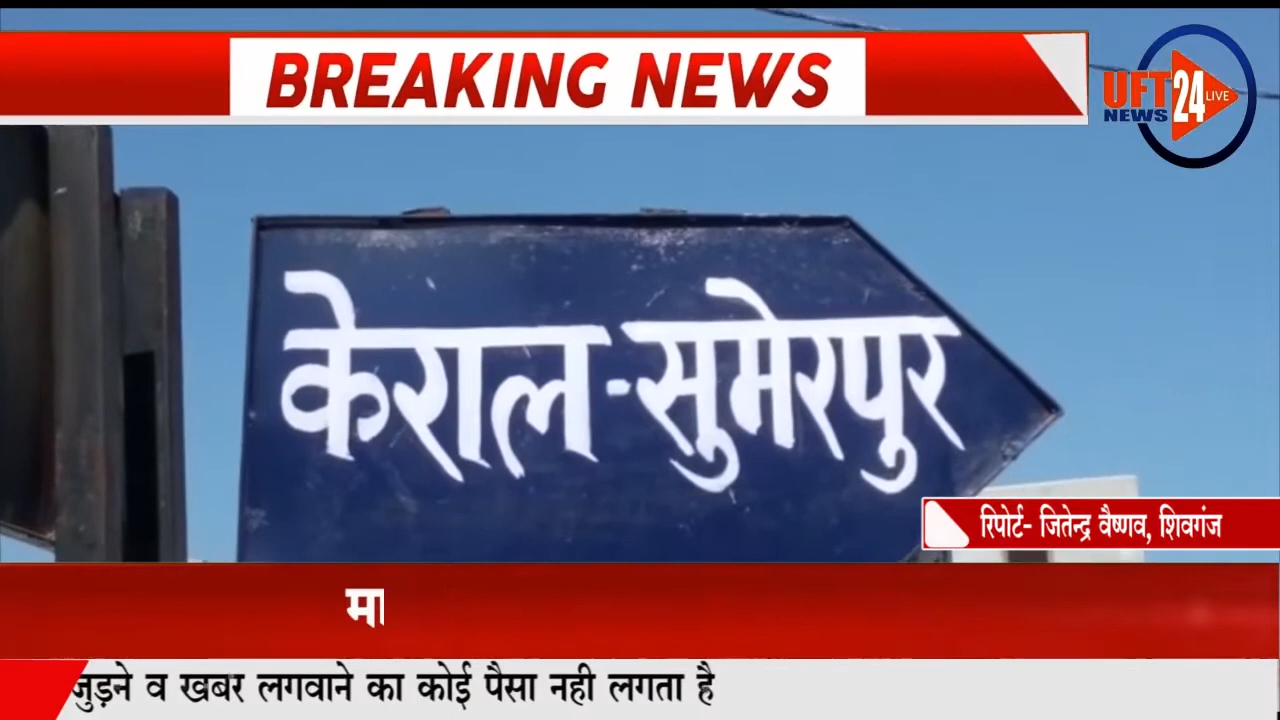 BREAKING NEWS
UFT NEWS 24 LIVE
केराल-सुमेरपुर
रिपोर्ट- जितेन्द्र वैष्णव, शिवगंज
मा
जुड़ने व खबर लगवाने का कोई पैसा नही लगता है